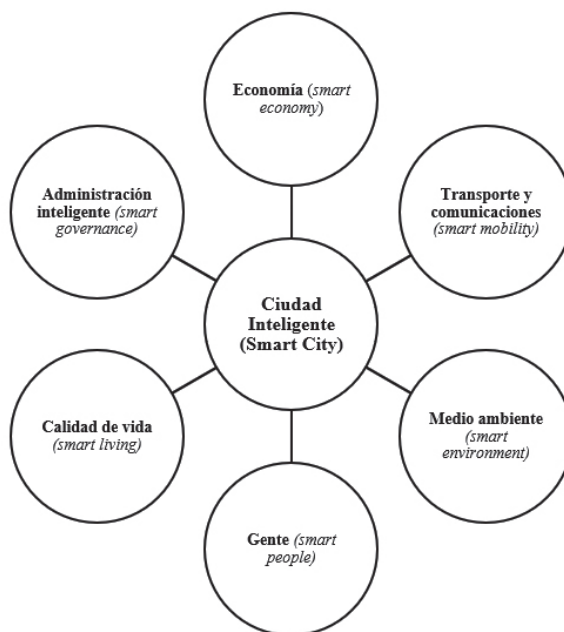 Economía (smart
economy)
Administración
inteligente (smart
governance)
Transporte y
comunicaciones
(smart mobility)
Ciudad
Inteligente
(Smart City)
Calidad de vida
(smart living)
Medio ambiente
(smart
environment)
Gente (smart
people)